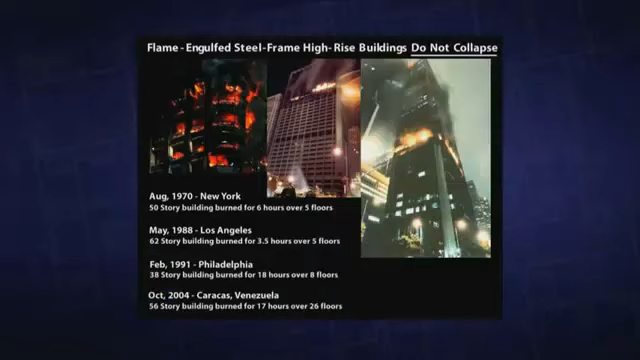 Flame-Engulfed Steel-Frame High-Rise Buildings Do Not Collapse
Aug, 1970 - New York
50 Story building burned for 6 hours over 5 floors
May, 1988 - Los Angeles
62 Story building burned for 3.5 hours over 5 floors
Feb, 1991 - Philadelphia
38 Story building burned for 18 hours over 8 floors
Oct, 2004 - Caracas, Venezuela
56 Story building burned for 17 hours over 26 floors